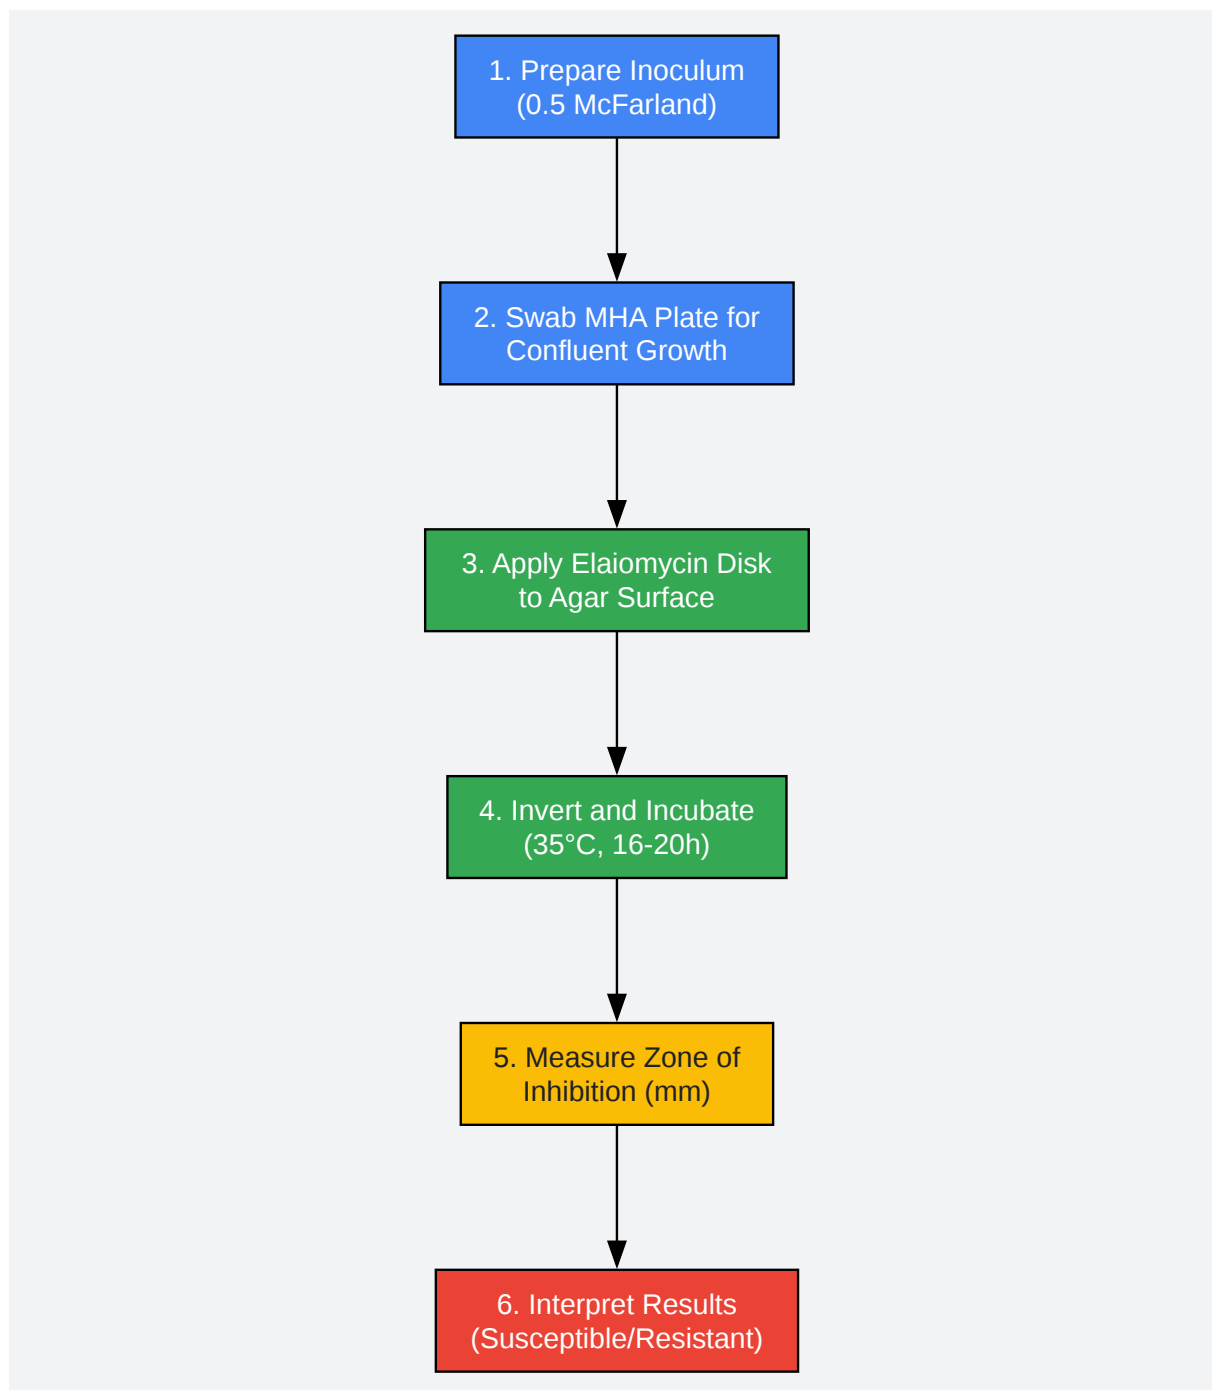 1. Prepare Inoculum
(0.5 McFarland)
2. Swab MHA Plate for
Confluent Growth
3. Apply Elaiomycin Disk
to Agar Surface
4. Invert and Incubate
(35°C, 16-20h)
5. Measure Zone of
Inhibition (mm)
6. Interpret Results
(Susceptible/Resistant)